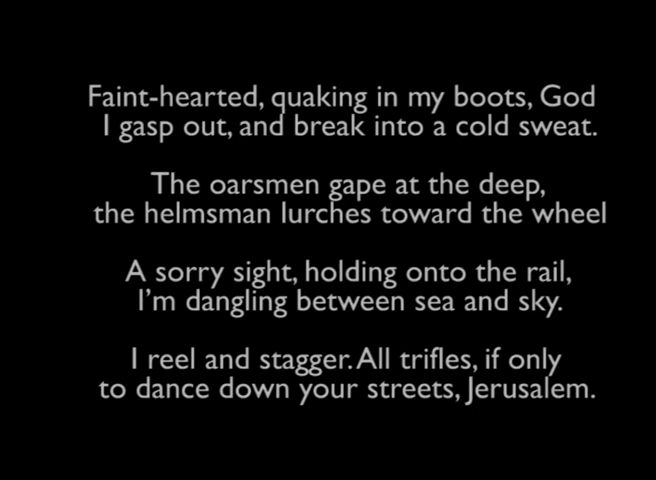 Faint-hearted, quaking in my boots, God
I gasp out, and break into a cold sweat.
The oarsmen gape at the deep,
the helmsman lurches toward the wheel
A sorry sight, holding onto the rail,
I'm dangling between sea and sky.
I reel and stagger. All trifles, if only
to dance down your streets, Jerusalem.